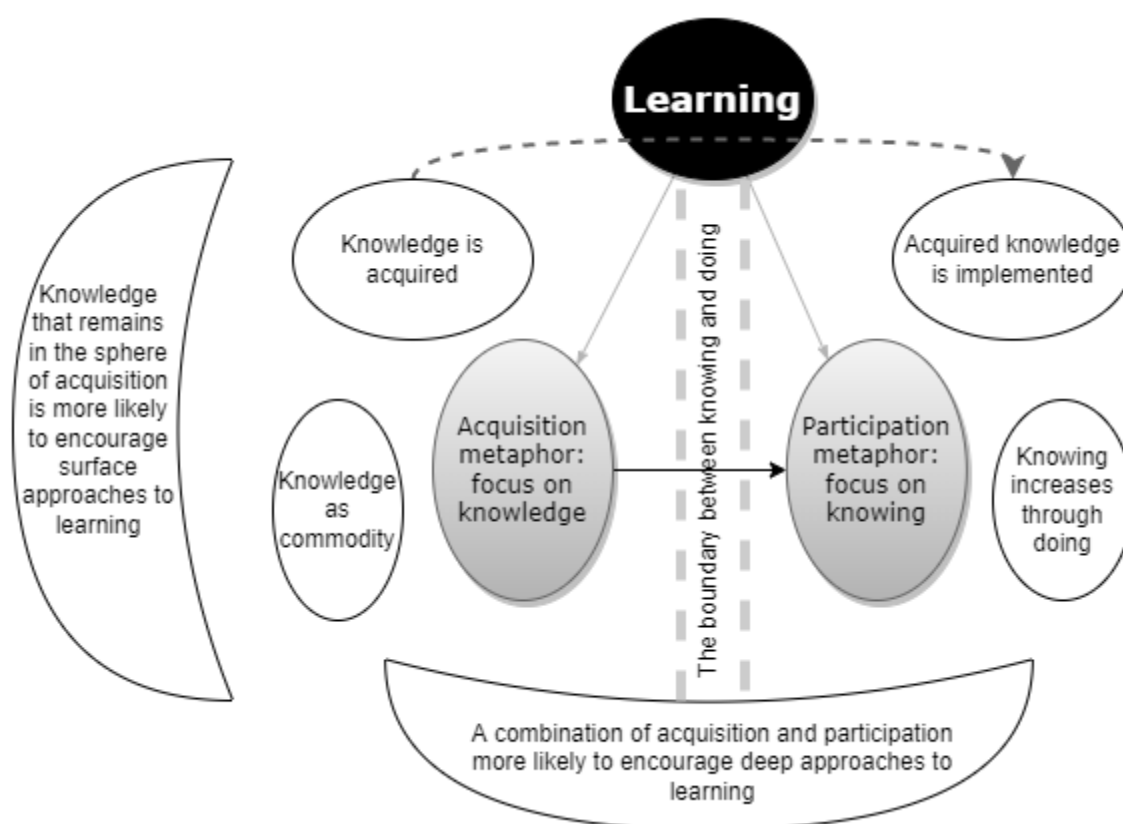 Learning
Knowledge is
acquired
Acquired knowledge
is implemented
Knowledge
that remains
in the sphere
of acquisition
is more likely
to encourage
surface
approaches to
learning
Knowledge
as
commodity
Acquisition
metaphor:
focus on
knowledge
The boundary between knowing and doing
Participation
metaphor:
focus on
knowing
Knowing
increases
through
doing
A combination of acquisition and participation
more likely to encourage deep approaches to
learning